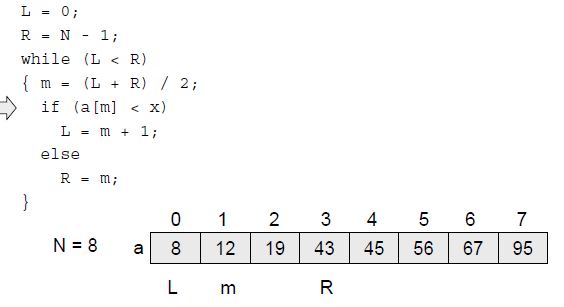 L = 0;
R = N - 1;
while (L < R)
{ m = (L + R) / 2;
if (a[m] < x)
L = m + 1;
else
R = m;
}
0 1 2 3 4 5 6 7
N = 8 a 8 12 19 43 45 56 67 95
L m R